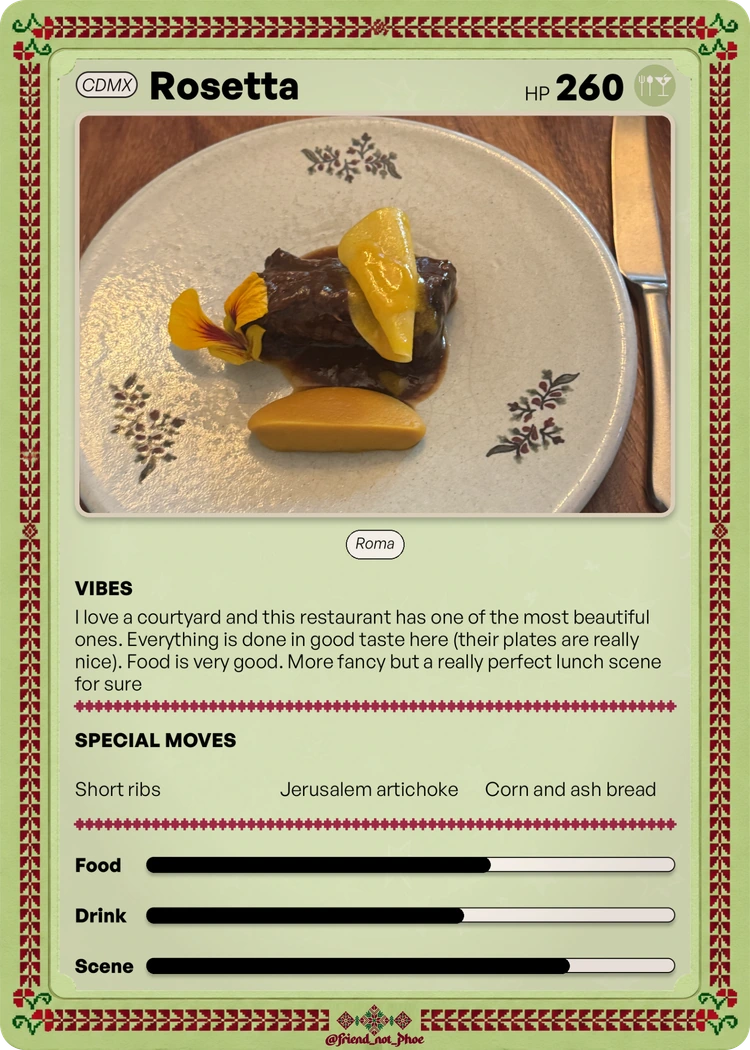 CDMX Rosetta HP 260
Roma
VIBES
I love a courtyard and this restaurant has one of the most beautiful
ones. Everything is done in good taste here (their plates are really
nice). Food is very good. More fancy but a really perfect lunch scene
for sure
SPECIAL MOVES
Short ribs Jerusalem artichoke Corn and ash bread
Food
Drink
Scene
@friend_not_phoe